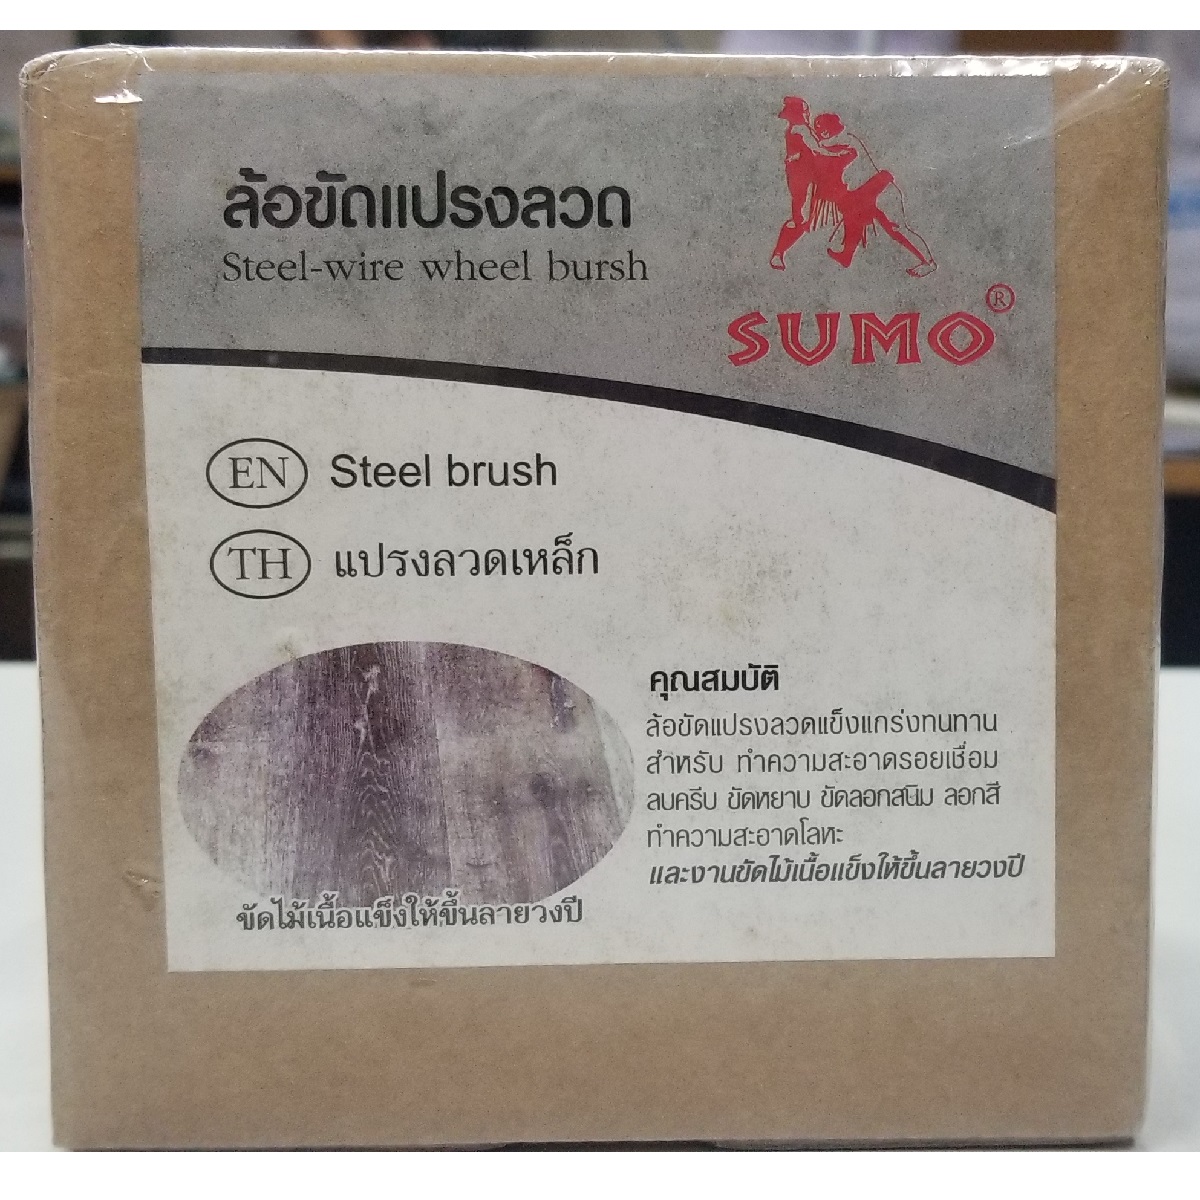 ล้อขัดแปรงลวด
Steel-wire wheel bursh
SUMO®
EN Steel brush
TH แปรงลวดเหล็ก
คุณสมบัติ
ล้อขัดแปรงลวดแข็งแกร่งทนทาน
สำหรับ ทำความสะอาดรอยเชื่อม
ลบครีบ ขัดหยาบ ขัดลอกสนิม ลอกสี
ทำความสะอาดโลหะ
และงานขัดไม้เนื้อแข็งให้ขึ้นลายวงปี
ขัดไม้เนื้อแข็งให้ขึ้นลายวงปี